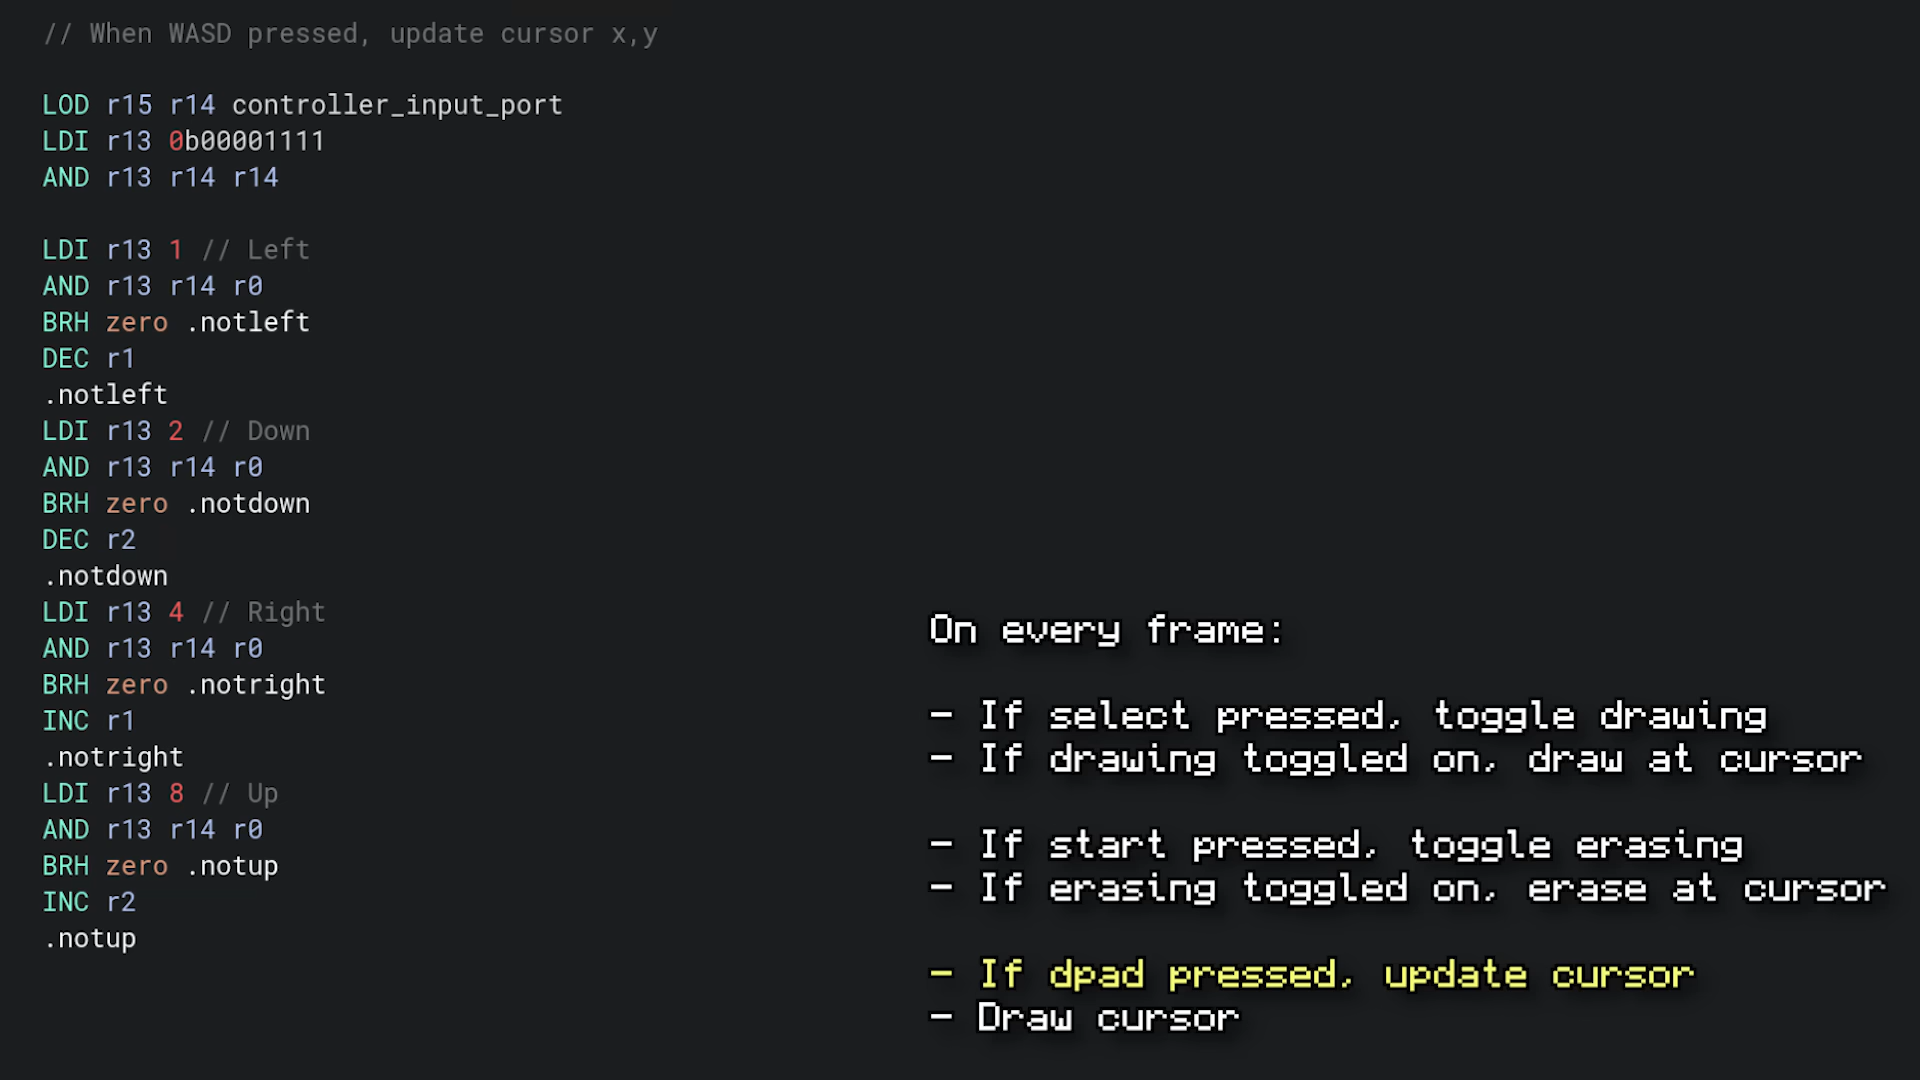 // When WASD pressed, update cursor x,y
LOD r15 r14 controller_input_port
LDI r13 0b00001111
AND r13 r14 r14
LDI r13 1 // Left
AND r13 r14 r0
BRH zero .notleft
DEC r1
.notleft
LDI r13 2 // Down
AND r13 r14 r0
BRH zero .notdown
DEC r2
.notdown
LDI r13 4 // Right
AND r13 r14 r0
BRH zero .notright
INC r1
.notright
LDI r13 8 // Up
AND r13 r14 r0
BRH zero .notup
INC r2
.notup
On every frame:
- If select pressed, toggle drawing
- If drawing toggled on, draw at cursor
- If start pressed, toggle erasing
- If erasing toggled on, erase at cursor
- If dpad pressed, update cursor
- Draw cursor